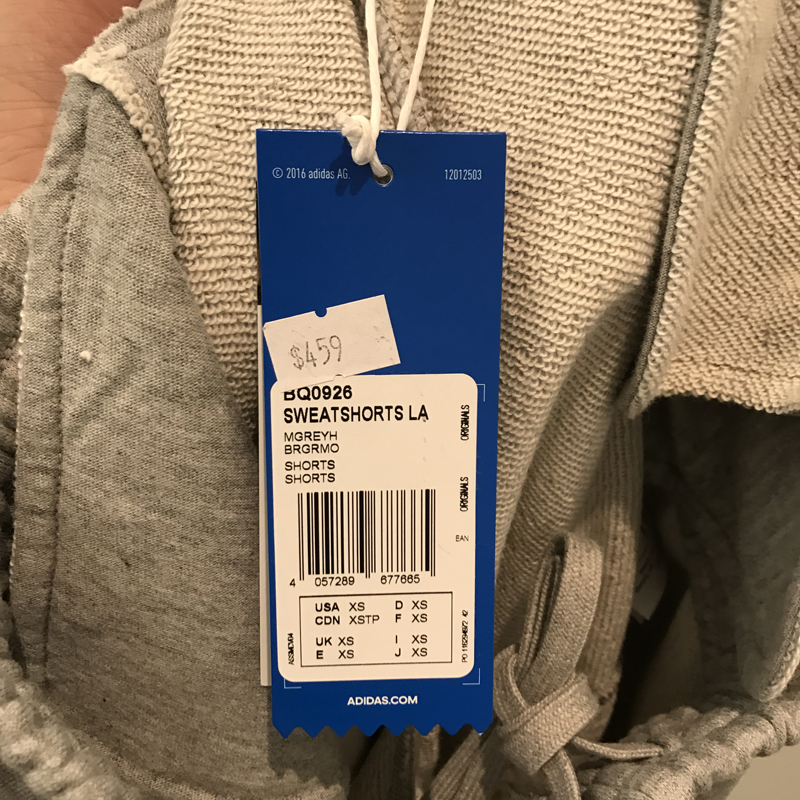 © 2016 adidas AG.
12012503
$459
BQ0926
SWEATSHORTS LA
MGREYH
BRGRMO
SHORTS
SHORTS
EAN
4 057289 677665
USA XS D XS
CDN XSTP F XS
UK XS I XS
E XS J XS
ADIDAS.COM